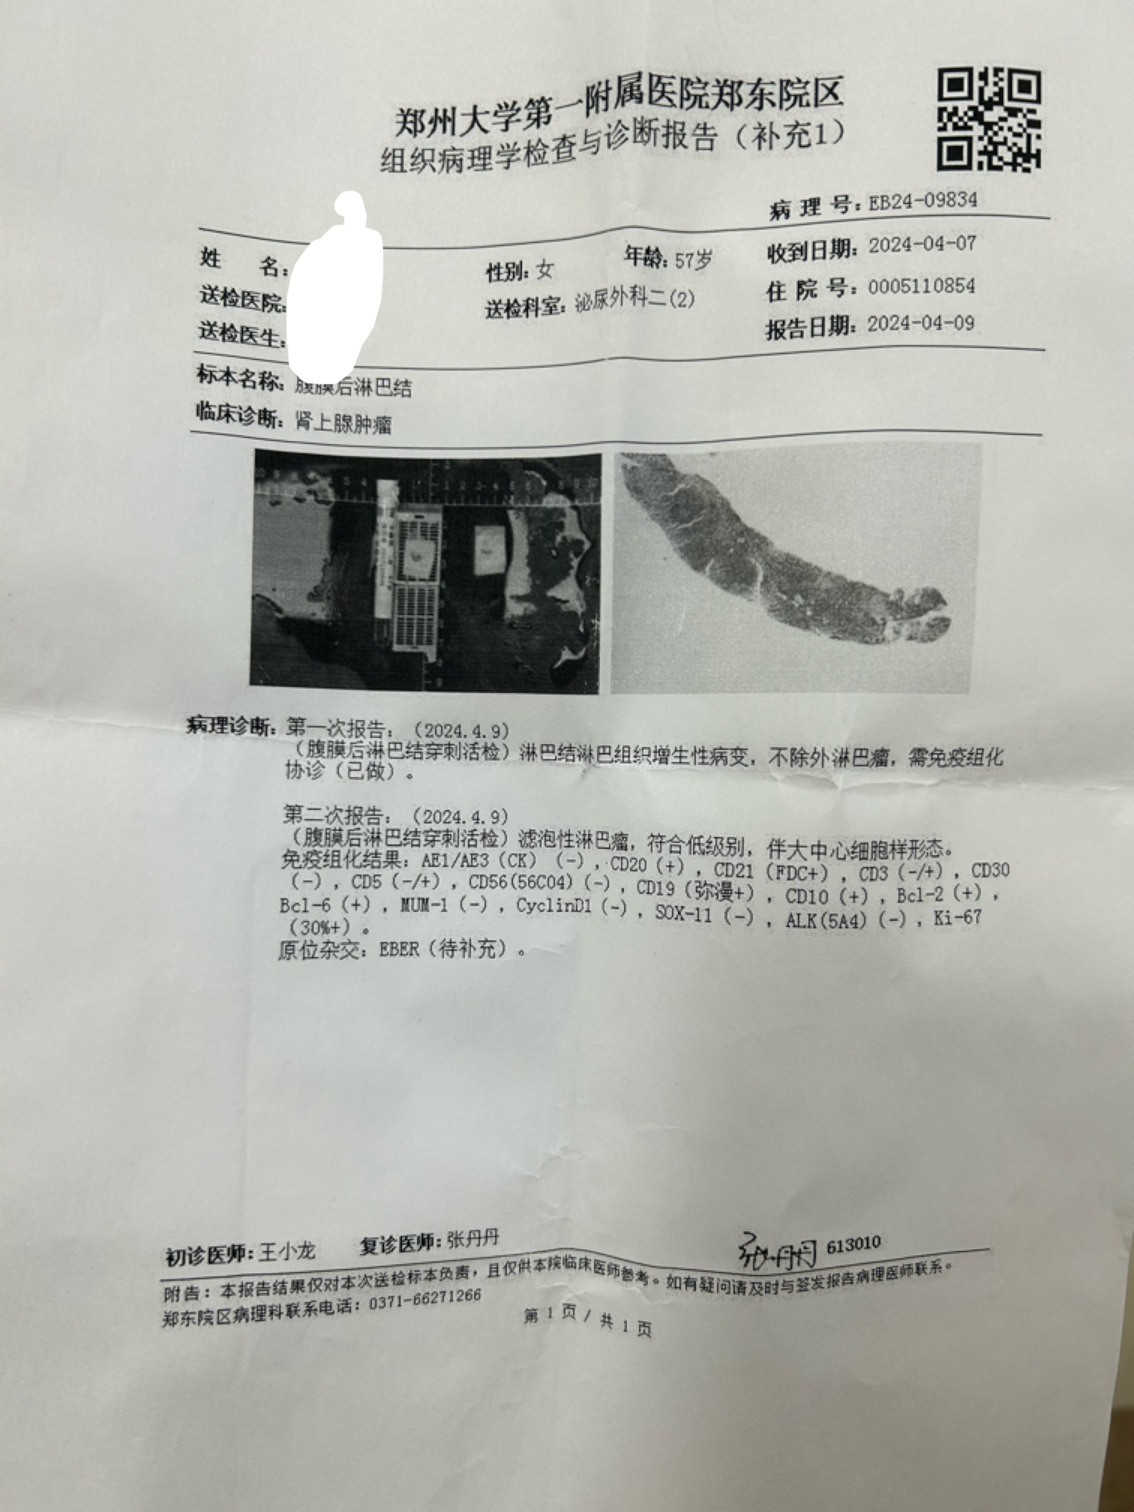 郑州大学第一附属医院郑东院区
组织病理学检查与诊断报告（补充1）
病 理 号：EB24-09834
姓 名： 性别：女 年龄：57岁 收到日期：2024-04-07
送检医院： 送检科室：泌尿外科二(2) 住 院 号：0005110854
送检医生： 报告日期：2024-04-09
标本名称：腹膜后淋巴结
临床诊断：肾上腺肿瘤
病理诊断：第一次报告：（2024.4.9）
（腹膜后淋巴结穿刺活检）淋巴结淋巴组织增生性病变，不除外淋巴瘤，需免疫组化
协诊（已做）。
第二次报告：（2024.4.9）
（腹膜后淋巴结穿刺活检）滤泡性淋巴瘤，符合低级别，伴大中心细胞样形态。
免疫组化结果：AE1/AE3（CK）（-），CD20（+），CD21（FDC+），CD3（-/+），CD30
（-），CD5（-/+），CD56(56C04)（-），CD19（弥漫+），CD10（+），Bcl-2（+），
Bcl-6（+），MUM-1（-），CyclinD1（-），SOX-11（-），ALK(5A4)（-），Ki-67
（30%+）。
原位杂交：EBER（待补充）。
初诊医师：王小龙 复诊医师：张丹丹 张丹丹 613010
附告：本报告结果仅对本次送检标本负责，且仅供本院临床医师参考。如有疑问请及时与签发报告病理医师联系。
郑东院区病理科联系电话：0371-66271266
第 1 页 / 共 1 页